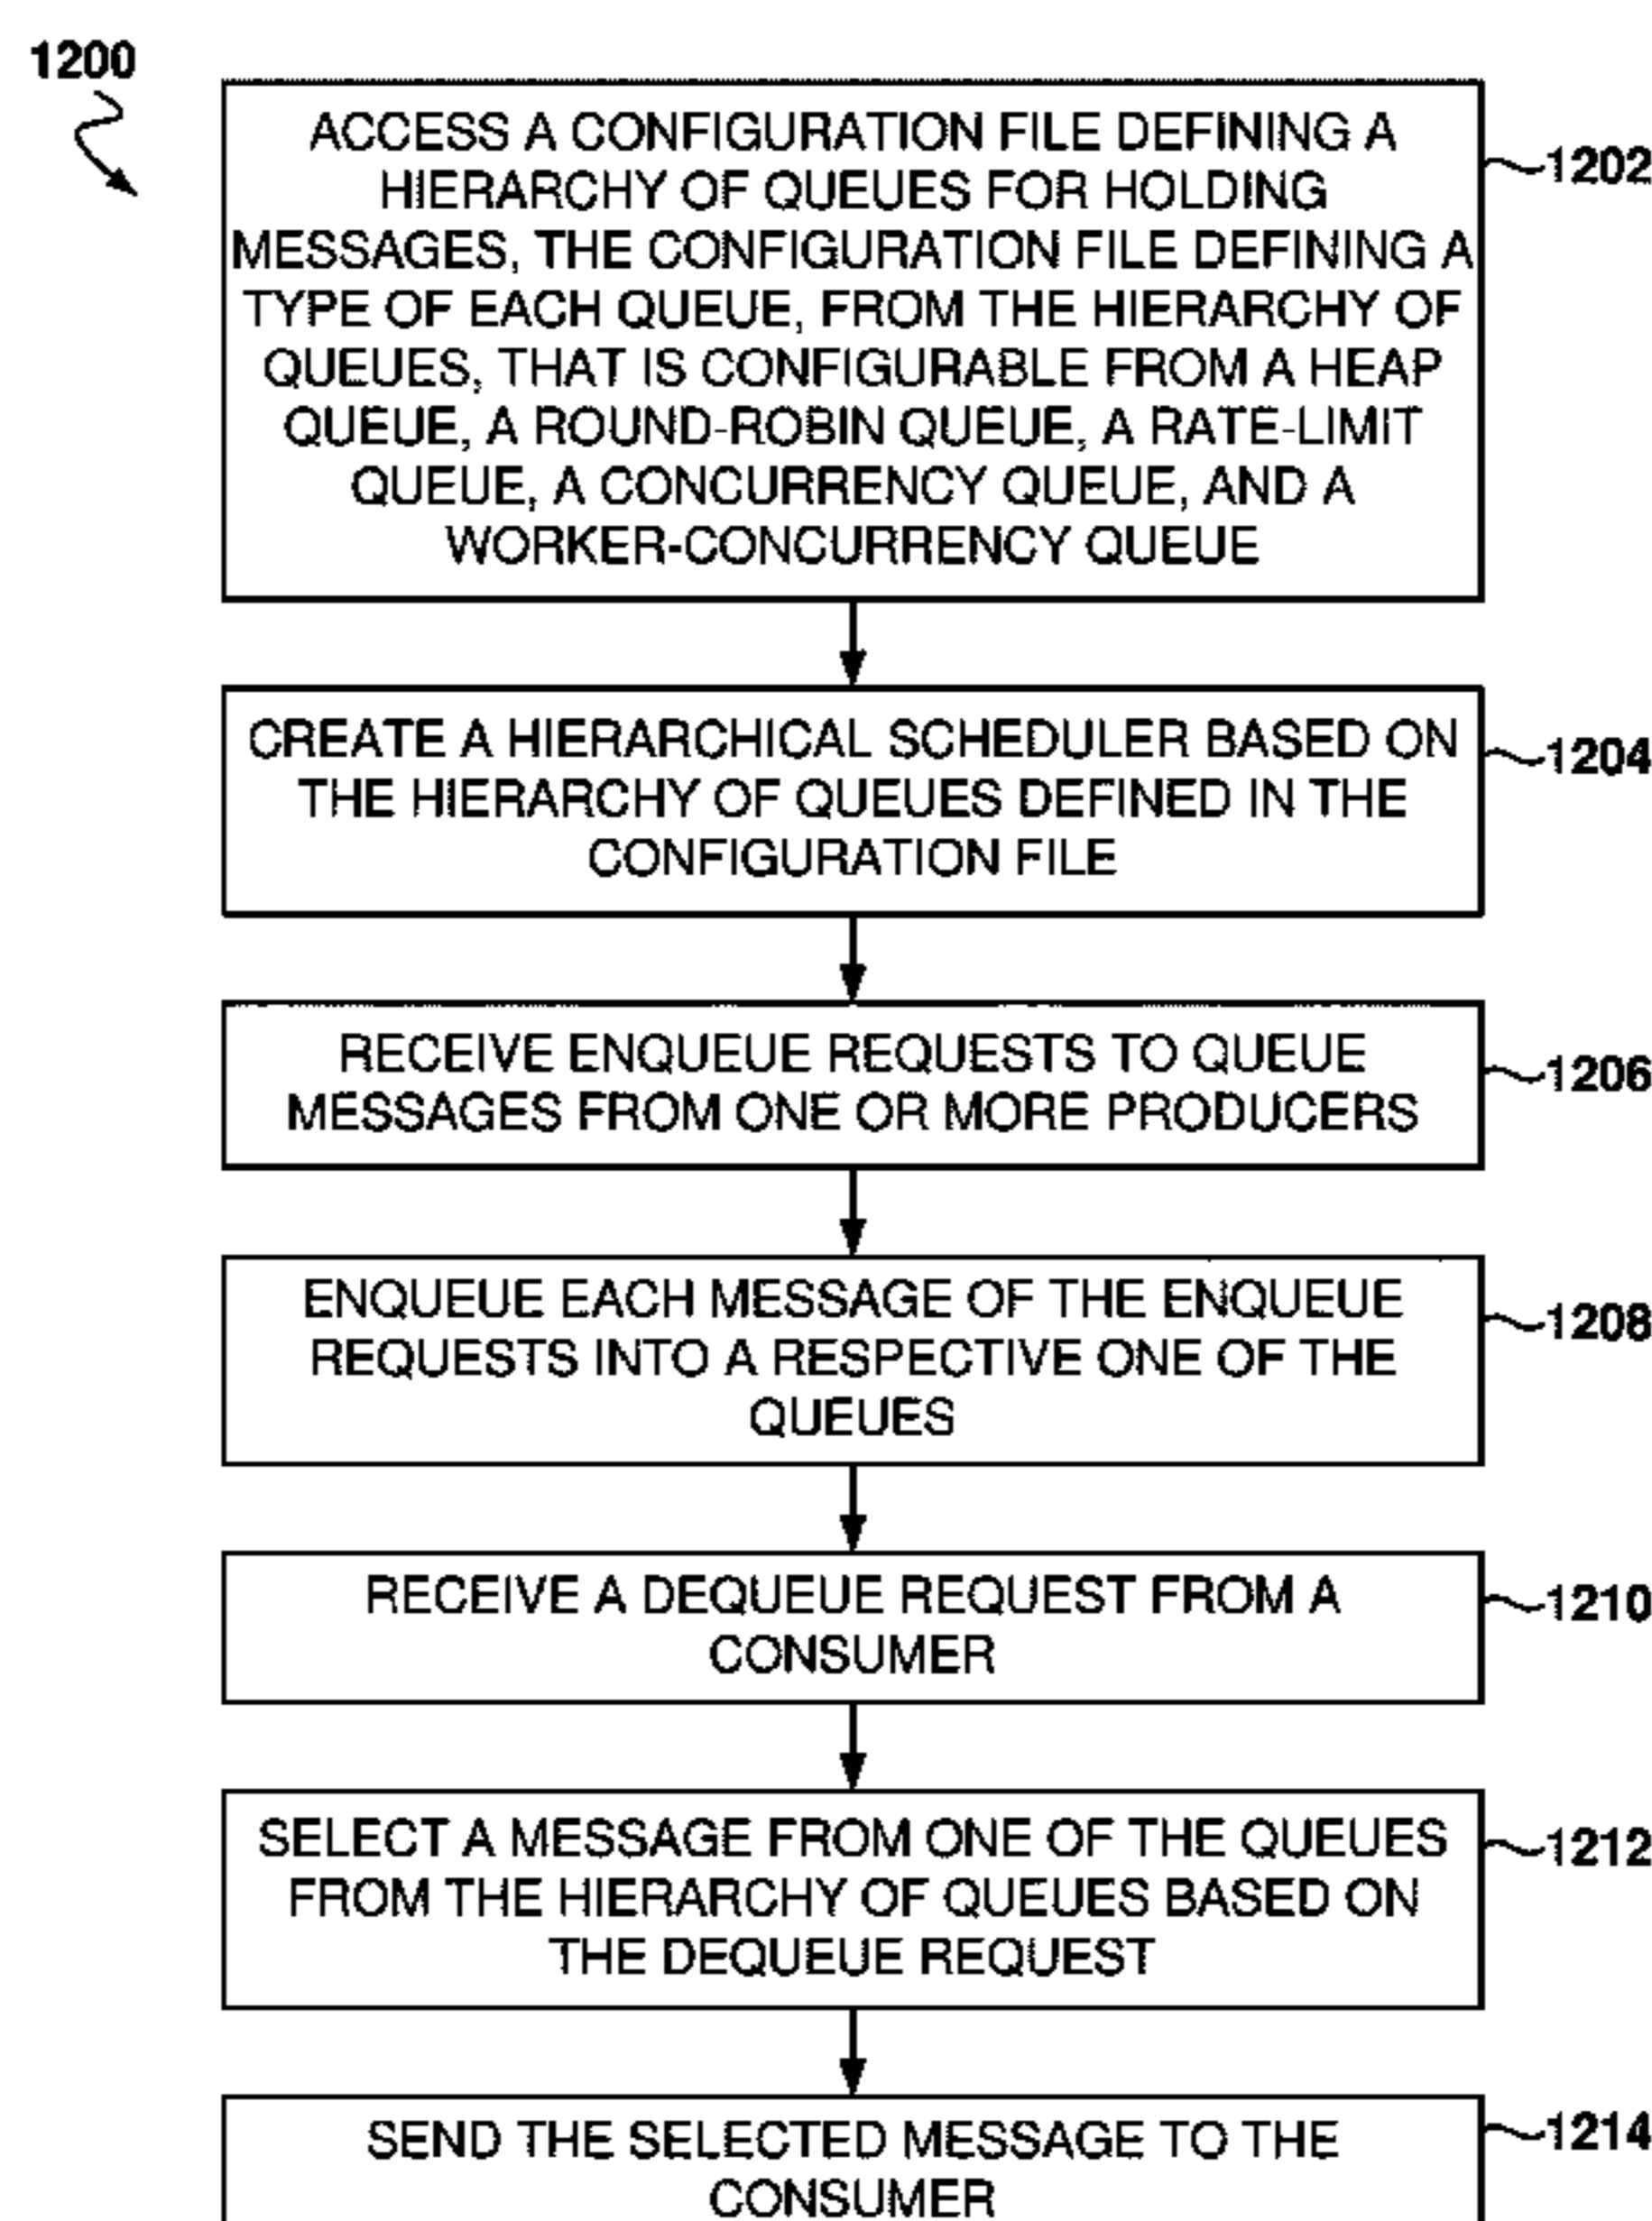 1200
ACCESS A CONFIGURATION FILE DEFINING A
HIERARCHY OF QUEUES FOR HOLDING
MESSAGES, THE CONFIGURATION FILE DEFINING A
TYPE OF EACH QUEUE, FROM THE HIERARCHY OF
QUEUES, THAT IS CONFIGURABLE FROM A HEAP
QUEUE, A ROUND-ROBIN QUEUE, A RATE-LIMIT
QUEUE, A CONCURRENCY QUEUE, AND A
WORKER-CONCURRENCY QUEUE
1202
CREATE A HIERARCHICAL SCHEDULER BASED ON
THE HIERARCHY OF QUEUES DEFINED IN THE
CONFIGURATION FILE
1204
RECEIVE ENQUEUE REQUESTS TO QUEUE
MESSAGES FROM ONE OR MORE PRODUCERS
1206
ENQUEUE EACH MESSAGE OF THE ENQUEUE
REQUESTS INTO A RESPECTIVE ONE OF THE
QUEUES
1208
RECEIVE A DEQUEUE REQUEST FROM A
CONSUMER
1210
SELECT A MESSAGE FROM ONE OF THE QUEUES
FROM THE HIERARCHY OF QUEUES BASED ON
THE DEQUEUE REQUEST
1212
SEND THE SELECTED MESSAGE TO THE
CONSUMER
1214